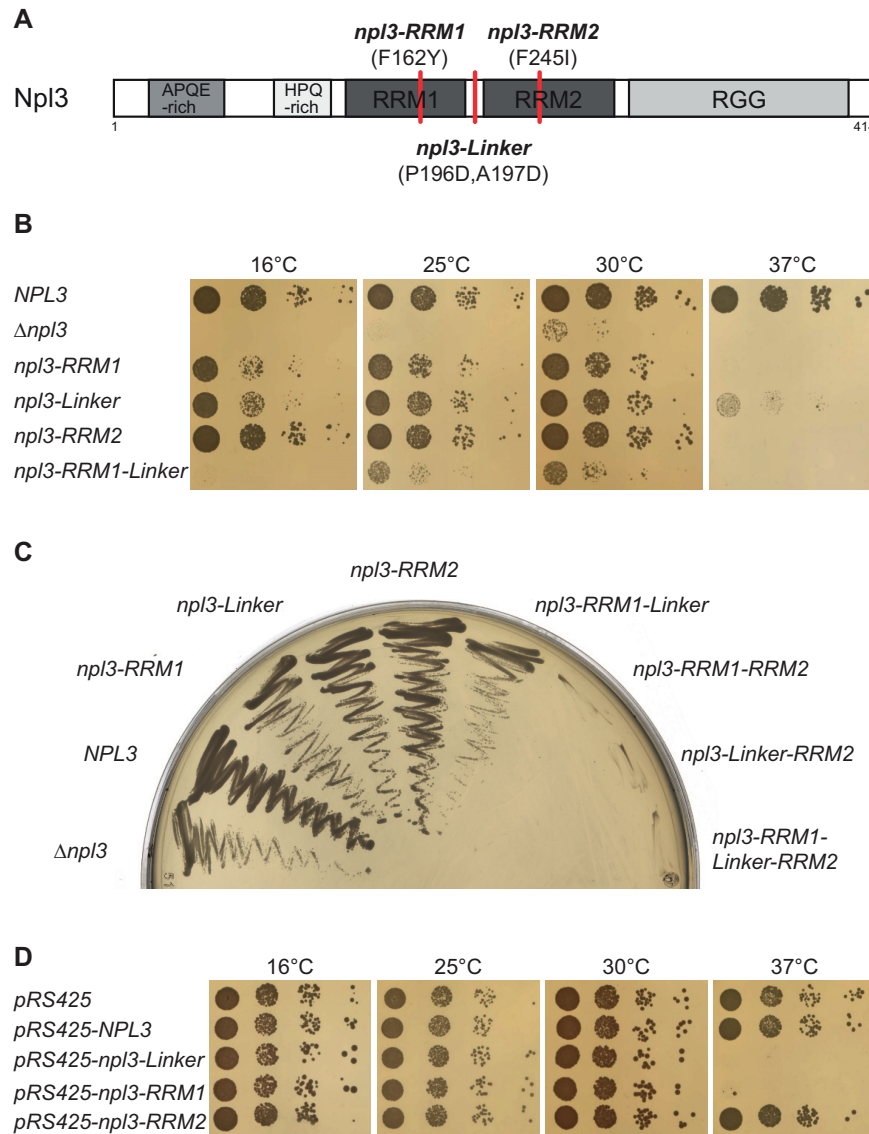 A
npl3-RRM1
(F162Y)
npl3-RRM2
(F245I)
Npl3
APQE
-rich
HPQ
-rich
RRM1
RRM2
RGG
1
414
npl3-Linker
(P196D,A197D)
B
16°C 25°C 30°C 37°C
NPL3
Δnpl3
npl3-RRM1
npl3-Linker
npl3-RRM2
npl3-RRM1-Linker
C
npl3-RRM2
npl3-Linker
npl3-RRM1-Linker
npl3-RRM1
npl3-RRM1-RRM2
NPL3
npl3-Linker-RRM2
Δnpl3
npl3-RRM1-
Linker-RRM2
D
16°C 25°C 30°C 37°C
pRS425
pRS425-NPL3
pRS425-npl3-Linker
pRS425-npl3-RRM1
pRS425-npl3-RRM2